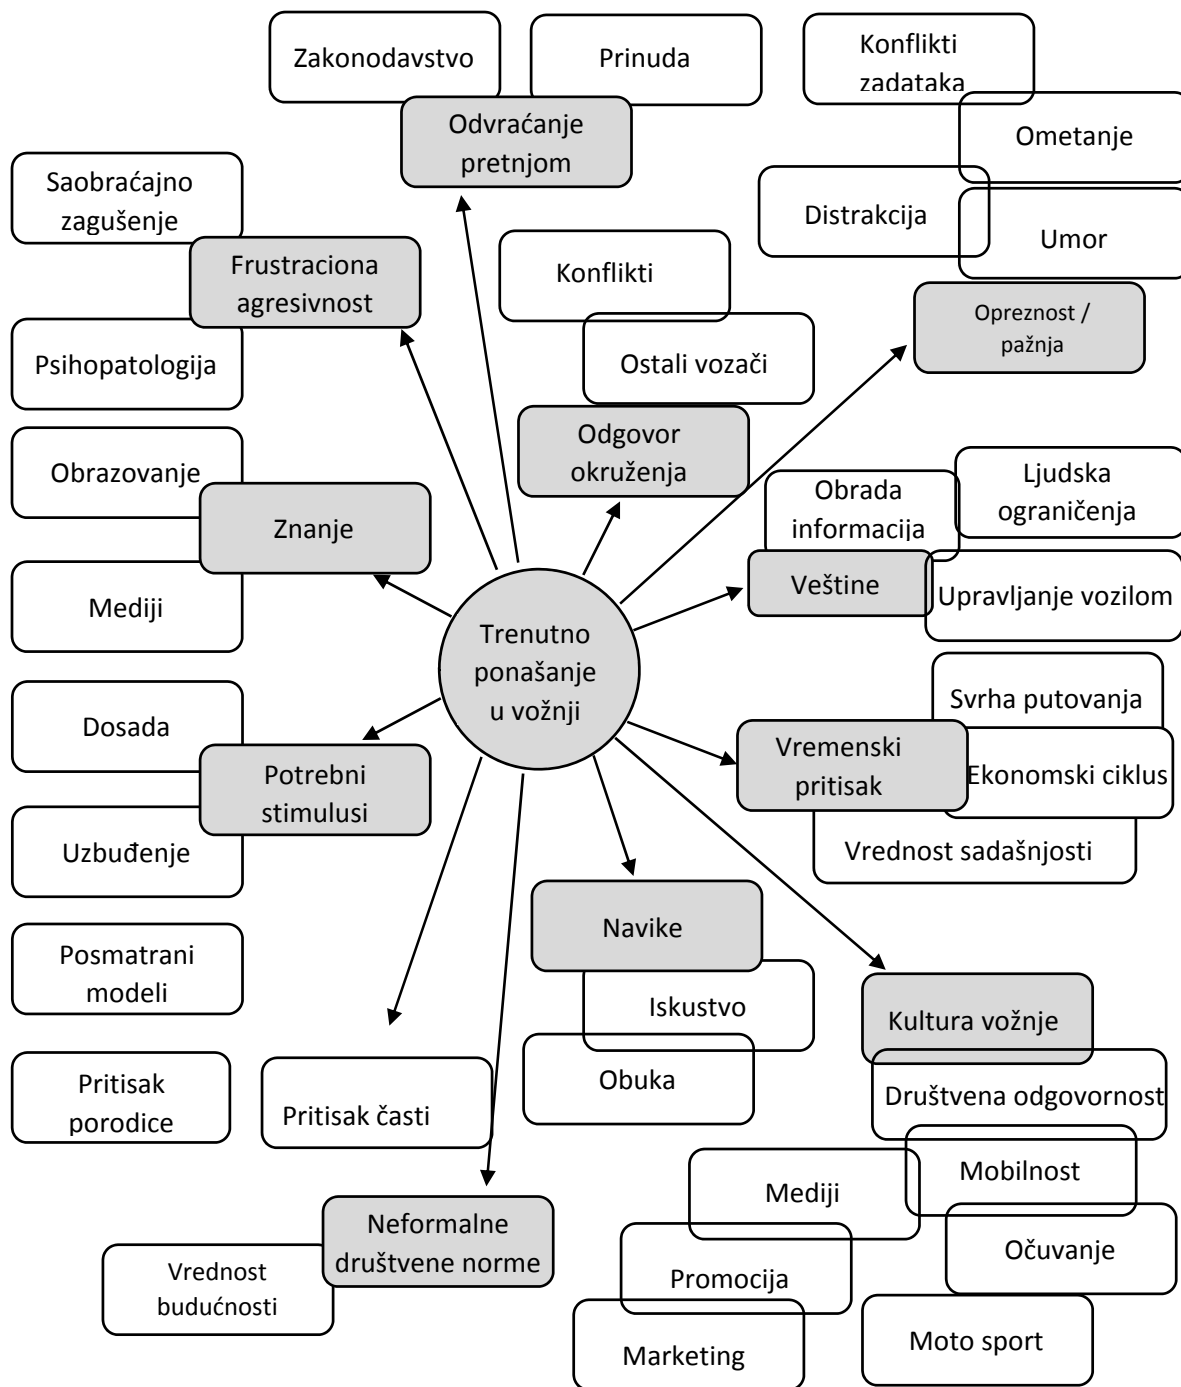 Zakonodavstvo
Prinuda
Konflikti
zadataka
Odvraćanje
pretnjom
Ometanje
Saobraćajno
zagušenje
Distrakcija
Umor
Frustraciona
agresivnost
Konflikti
Opreznost /
pažnja
Psihopatologija
Ostali vozači
Odgovor
okruženja
Obrazovanje
Znanje
Obrada
informacija
Ljudska
ograničenja
Mediji
Veštine
Upravljanje vozilom
Trenutno
ponašanje
u vožnji
Dosada
Svrha putovanja
Potrebni
stimulusi
Vremenski
pritisak
Ekonomski ciklus
Uzbuđenje
Vrednost sadašnjosti
Navike
Posmatrani
modeli
Iskustvo
Kultura vožnje
Pritisak
porodice
Pritisak časti
Obuka
Društvena odgovornost
Mobilnost
Mediji
Neformalne
društvene norme
Očuvanje
Vrednost
budućnosti
Promocija
Marketing
Moto sport